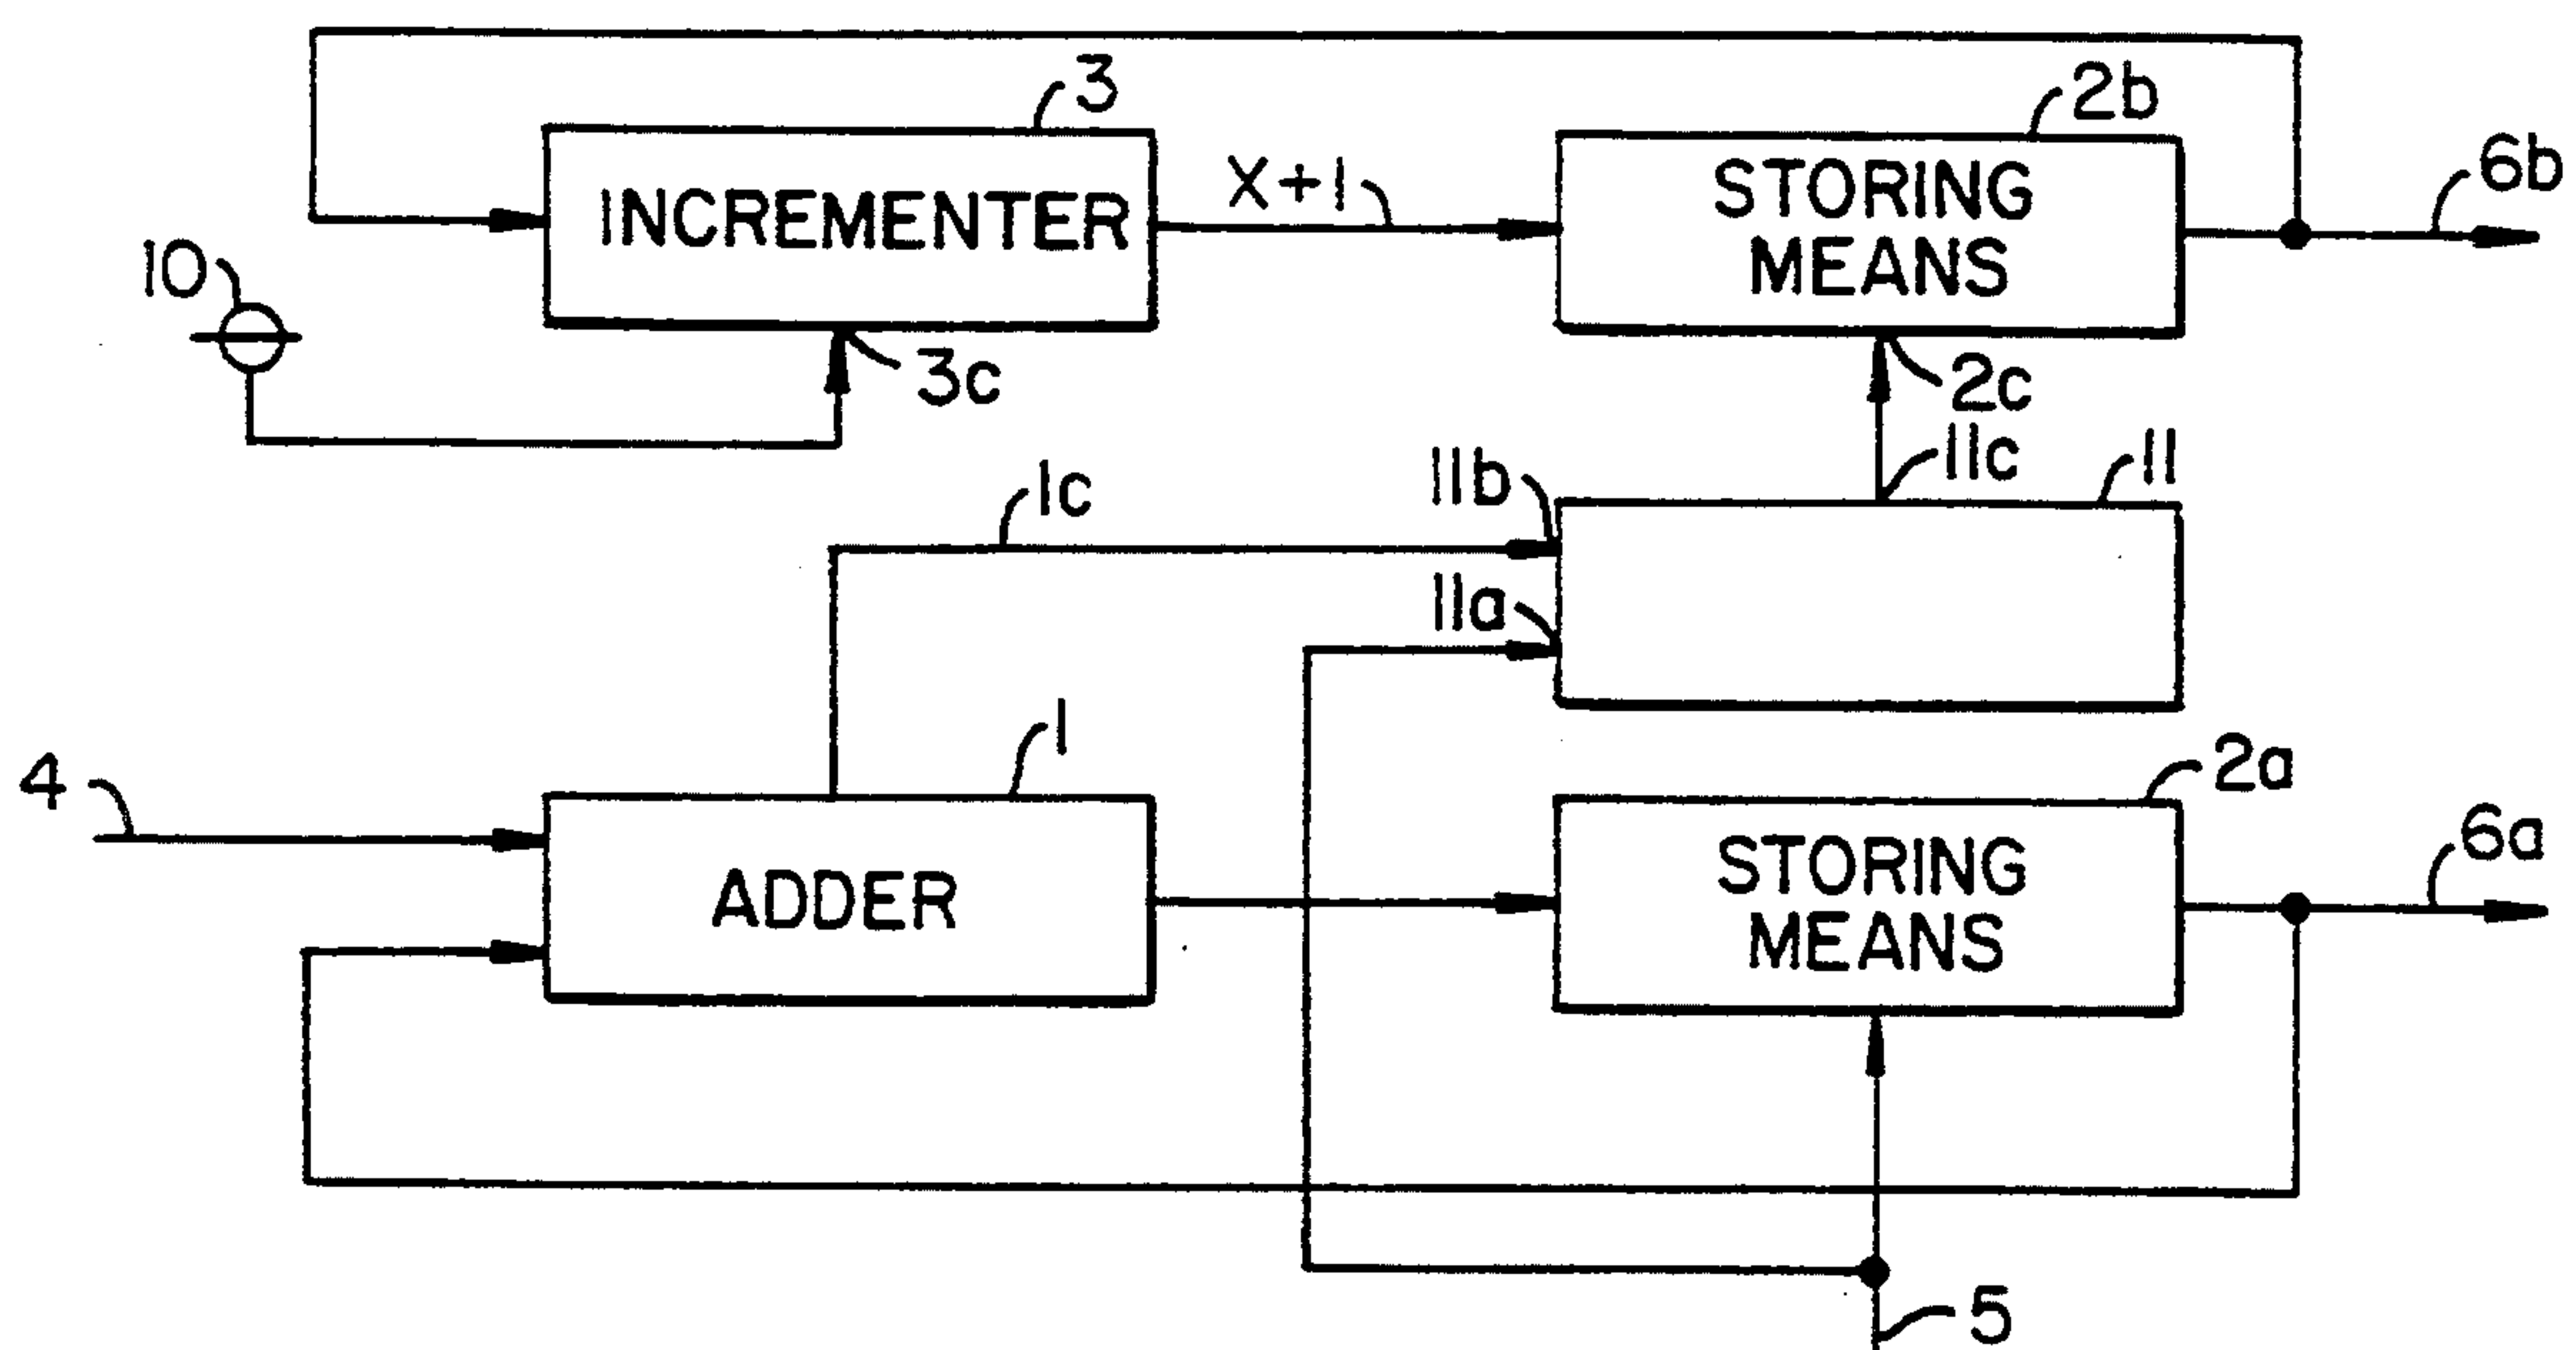 3
2b
6b
X+1
INCREMENTER
STORING
MEANS
10
3c
2c
11c
11
11b
1c
11a
1
2a
4
6a
ADDER
STORING
MEANS
5